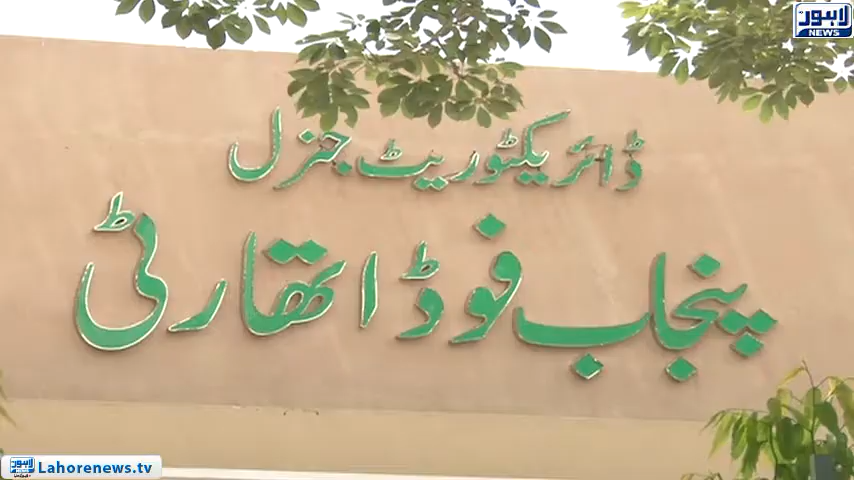 لاہور
NEWS
ڈائریکٹوریٹ جنرل
پنجاب فوڈ اتھارٹی
Lahorenews.tv